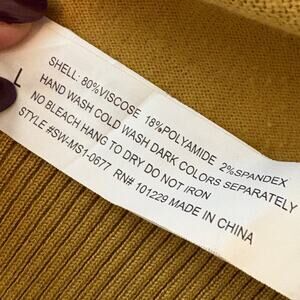 L
SHELL: 80%VISCOSE 18%POLYAMIDE 2%SPANDEX
HAND WASH COLD WASH DARK COLORS SEPARATELY
NO BLEACH HANG TO DRY DO NOT IRON
STYLE #SW-MS1-0677 RN# 101229 MADE IN CHINA